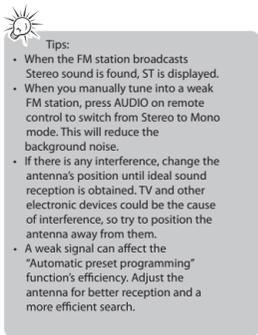 Tips:
• When the FM station broadcasts
Stereo sound is found, ST is displayed.
• When you manually tune into a weak
FM station, press AUDIO on remote
control to switch from Stereo to Mono
mode. This will reduce the
background noise.
• If there is any interference, change the
antenna's position until ideal sound
reception is obtained. TV and other
electronic devices could be the cause
of interference, so try to position the
antenna away from them.
• A weak signal can affect the
"Automatic preset programming"
function's efficiency. Adjust the
antenna for better reception and a
more efficient search.